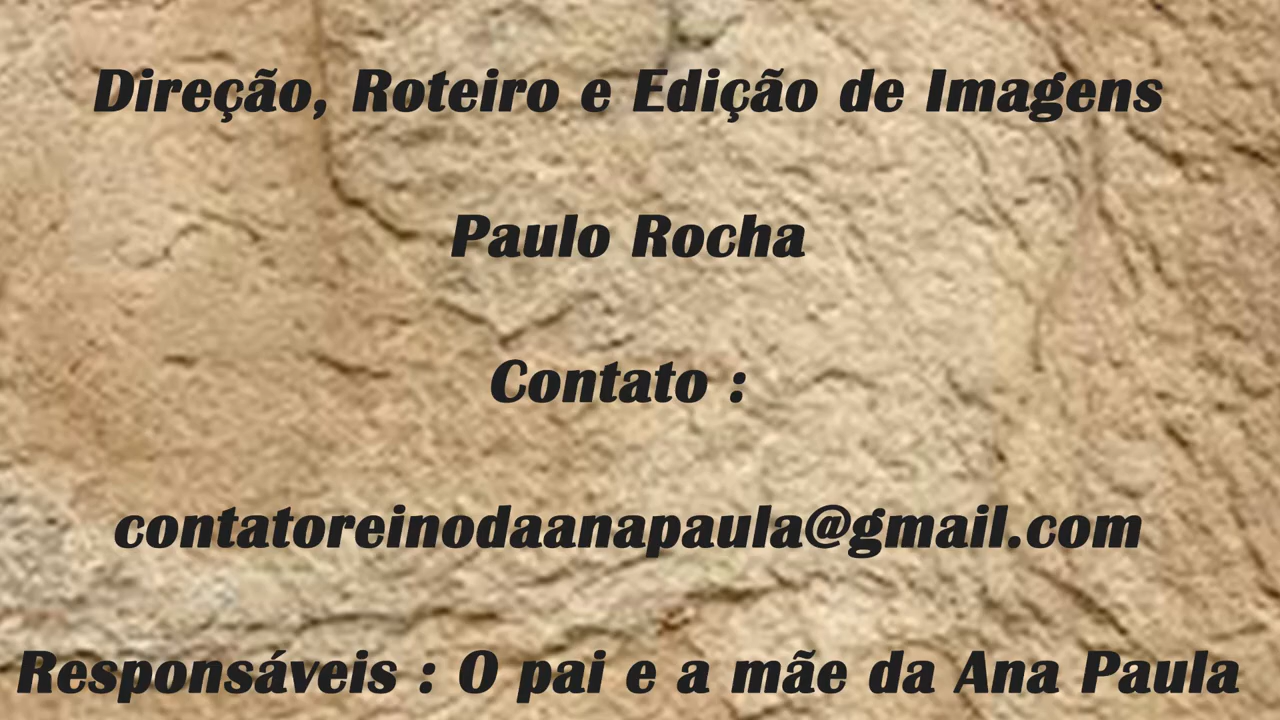 Direção, Roteiro e Edição de Imagens
Paulo Rocha
Contato :
contatoreinodaanapaula@gmail.com
Responsáveis : O pai e a mãe da Ana Paula